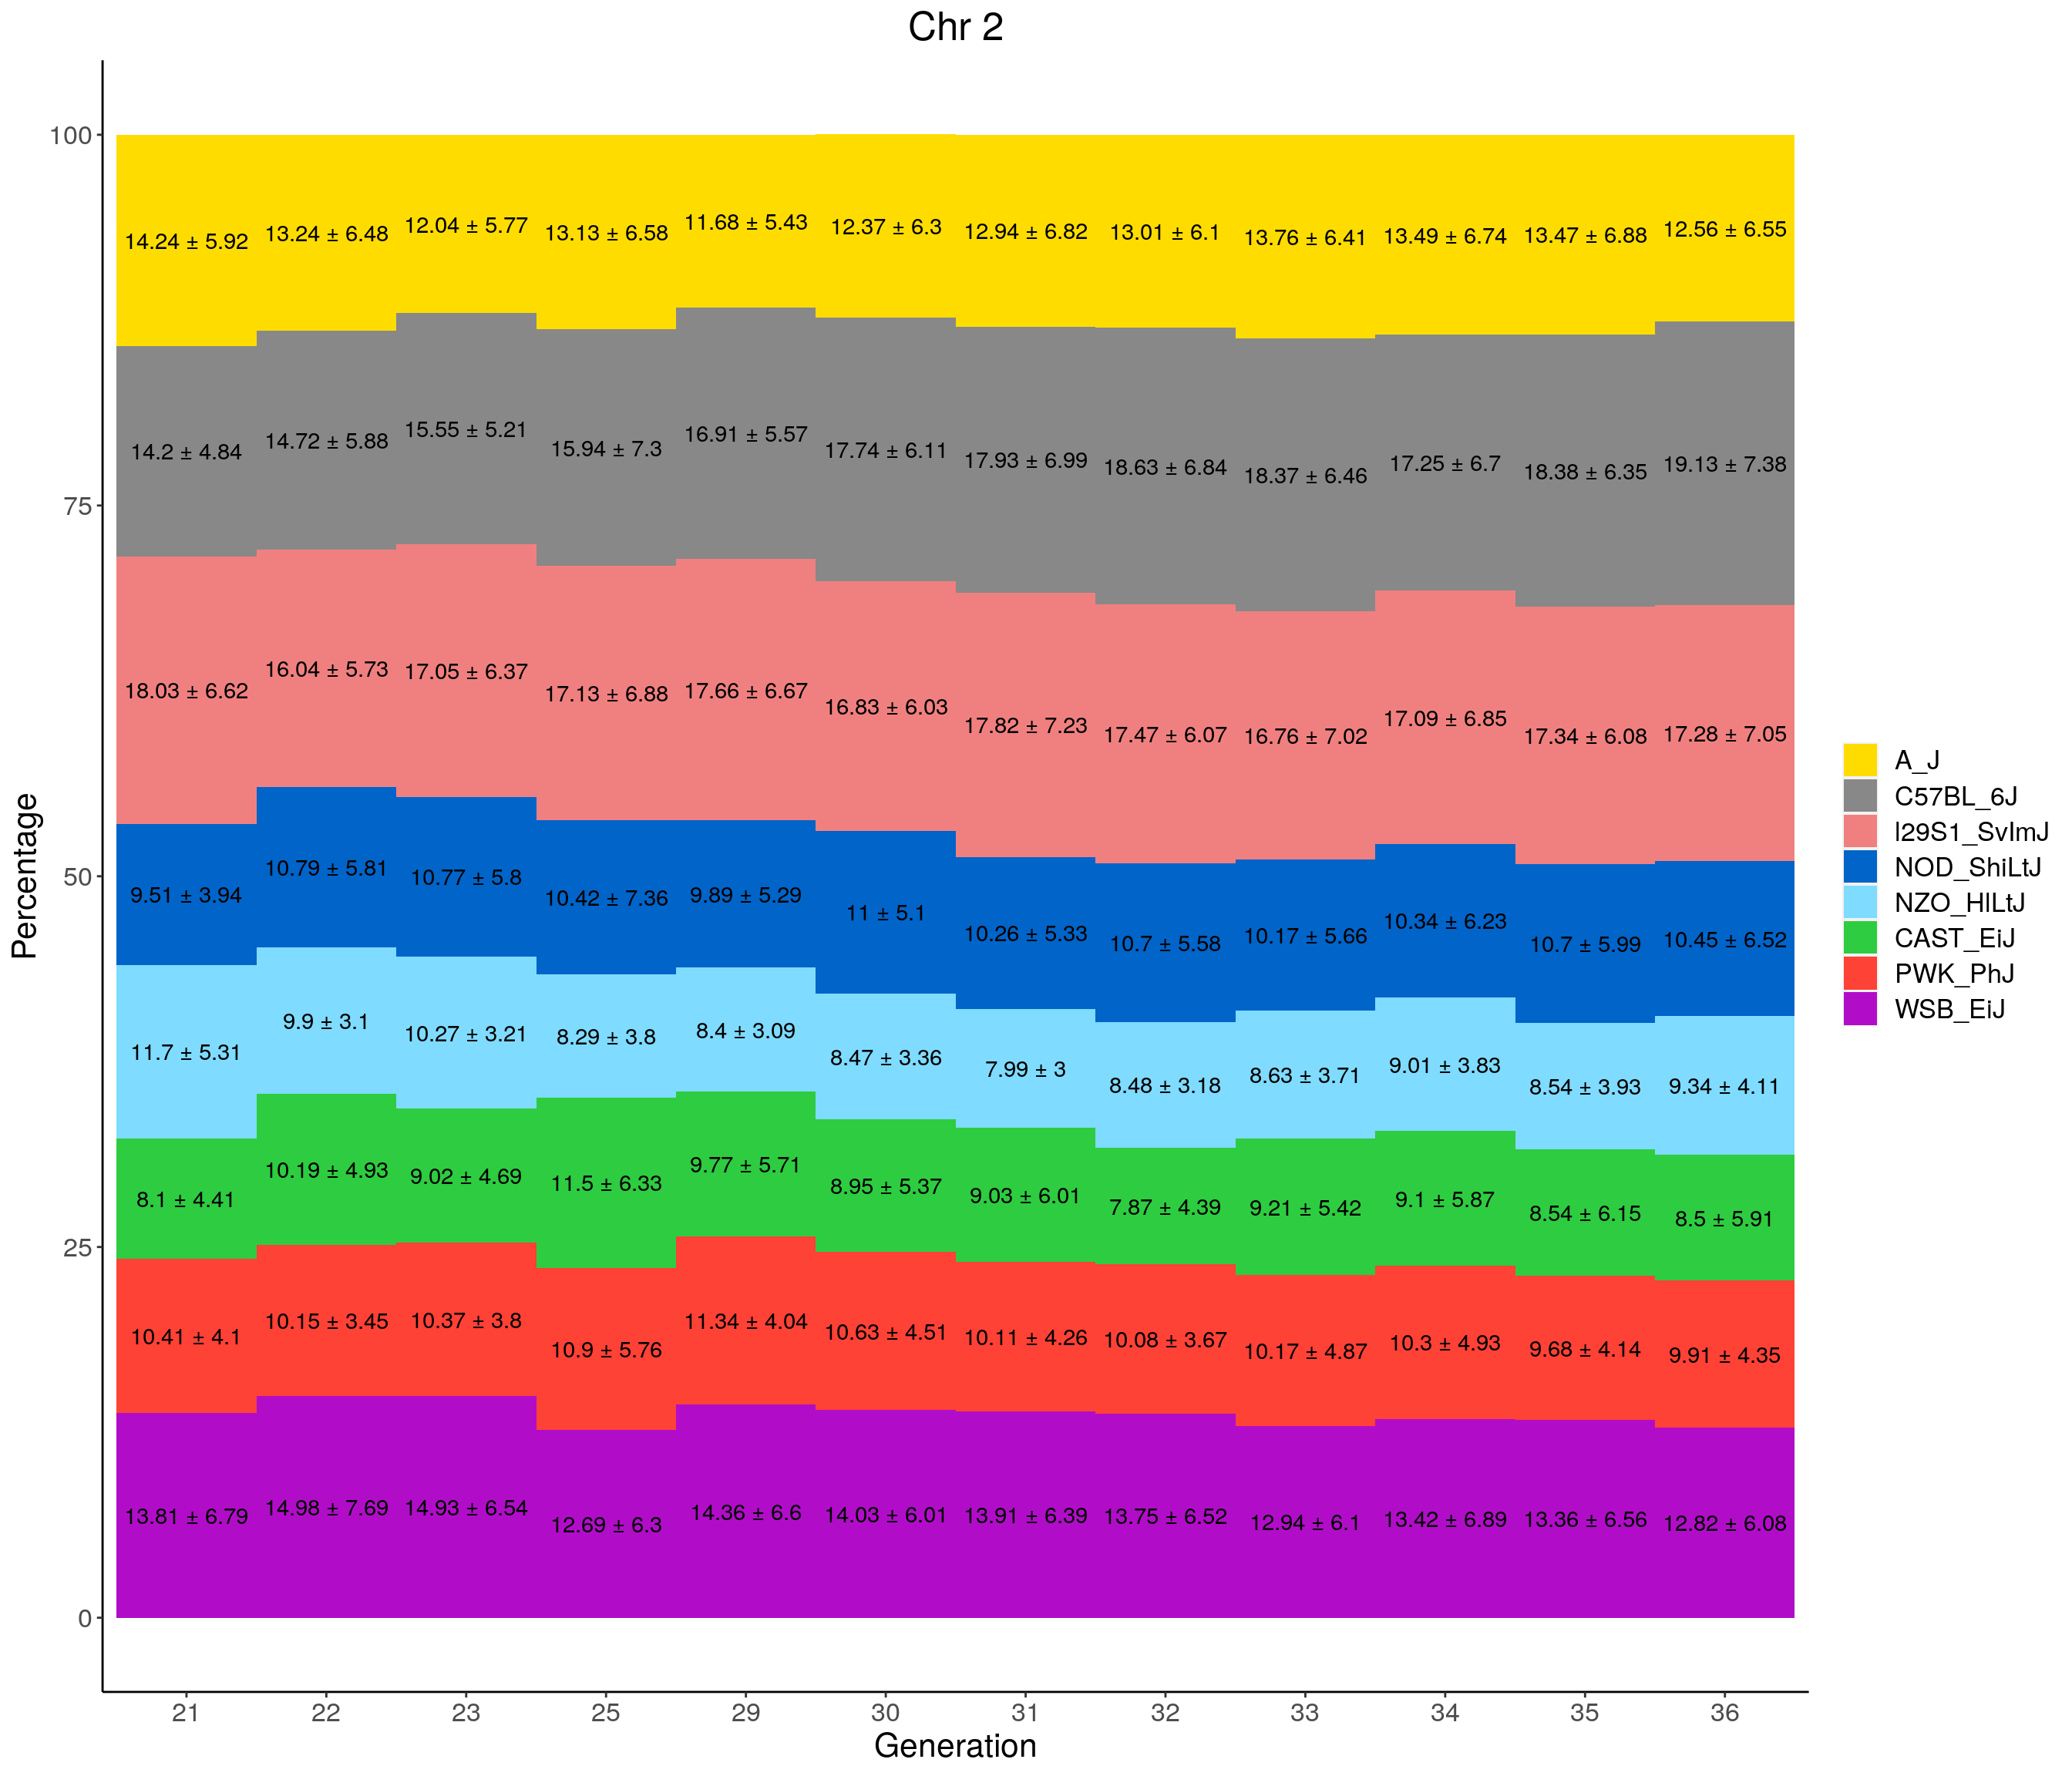 Chr 2
Percentage
100
75
50
25
0
14.24 ± 5.92 13.24 ± 6.48 12.04 ± 5.77 13.13 ± 6.58 11.68 ± 5.43 12.37 ± 6.3 12.94 ± 6.82 13.01 ± 6.1 13.76 ± 6.41 13.49 ± 6.74 13.47 ± 6.88 12.56 ± 6.55
14.2 ± 4.84 14.72 ± 5.88 15.55 ± 5.21 15.94 ± 7.3 16.91 ± 5.57 17.74 ± 6.11 17.93 ± 6.99 18.63 ± 6.84 18.37 ± 6.46 17.25 ± 6.7 18.38 ± 6.35 19.13 ± 7.38
18.03 ± 6.62 16.04 ± 5.73 17.05 ± 6.37 17.13 ± 6.88 17.66 ± 6.67 16.83 ± 6.03 17.82 ± 7.23 17.47 ± 6.07 16.76 ± 7.02 17.09 ± 6.85 17.34 ± 6.08 17.28 ± 7.05
9.51 ± 3.94 10.79 ± 5.81 10.77 ± 5.8 10.42 ± 7.36 9.89 ± 5.29 11 ± 5.1 10.26 ± 5.33 10.7 ± 5.58 10.17 ± 5.66 10.34 ± 6.23 10.7 ± 5.99 10.45 ± 6.52
11.7 ± 5.31 9.9 ± 3.1 10.27 ± 3.21 8.29 ± 3.8 8.4 ± 3.09 8.47 ± 3.36 7.99 ± 3 8.48 ± 3.18 8.63 ± 3.71 9.01 ± 3.83 8.54 ± 3.93 9.34 ± 4.11
8.1 ± 4.41 10.19 ± 4.93 9.02 ± 4.69 11.5 ± 6.33 9.77 ± 5.71 8.95 ± 5.37 9.03 ± 6.01 7.87 ± 4.39 9.21 ± 5.42 9.1 ± 5.87 8.54 ± 6.15 8.5 ± 5.91
10.41 ± 4.1 10.15 ± 3.45 10.37 ± 3.8 10.9 ± 5.76 11.34 ± 4.04 10.63 ± 4.51 10.11 ± 4.26 10.08 ± 3.67 10.17 ± 4.87 10.3 ± 4.93 9.68 ± 4.14 9.91 ± 4.35
13.81 ± 6.79 14.98 ± 7.69 14.93 ± 6.54 12.69 ± 6.3 14.36 ± 6.6 14.03 ± 6.01 13.91 ± 6.39 13.75 ± 6.52 12.94 ± 6.1 13.42 ± 6.89 13.36 ± 6.56 12.82 ± 6.08
21 22 23 25 29 30 31 32 33 34 35 36
Generation
A_J
C57BL_6J
I29S1_SvImJ
NOD_ShiLtJ
NZO_HILtJ
CAST_EiJ
PWK_PhJ
WSB_EiJ